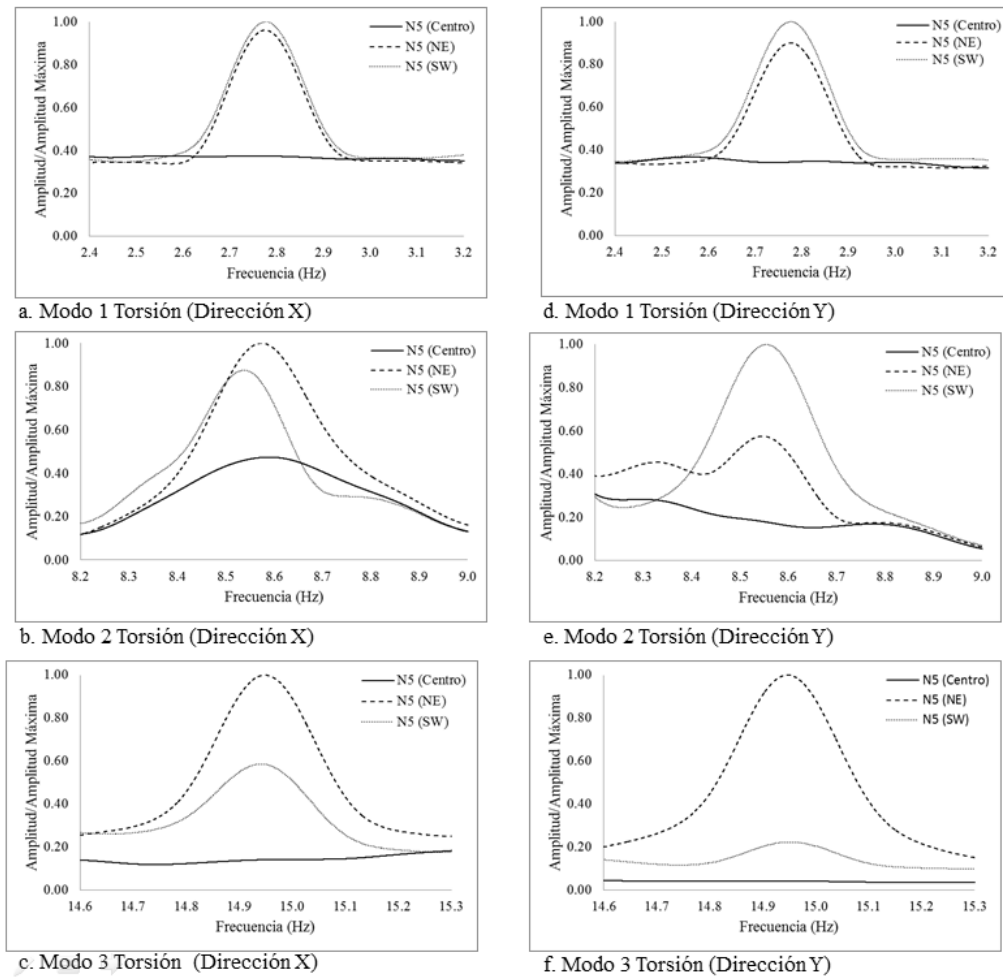 Amplitud/Amplitud Máxima
1.00
0.80
0.60
0.40
0.20
0.00
N5 (Centro)
N5 (NE)
N5 (SW)
2.4 2.5 2.6 2.7 2.8 2.9 3.0 3.1 3.2
Frecuencia (Hz)
a. Modo 1 Torsión (Dirección X)
Amplitud/Amplitud Máxima
1.00
0.80
0.60
0.40
0.20
0.00
N5 (Centro)
N5 (NE)
N5 (SW)
2.4 2.5 2.6 2.7 2.8 2.9 3.0 3.1 3.2
Frecuencia (Hz)
d. Modo 1 Torsión (Dirección Y)
Amplitud/Amplitud Máxima
1.00
0.80
0.60
0.40
0.20
0.00
N5 (Centro)
N5 (NE)
N5 (SW)
8.2 8.3 8.4 8.5 8.6 8.7 8.8 8.9 9.0
Frecuencia (Hz)
b. Modo 2 Torsión (Dirección X)
Amplitud/Amplitud Máxima
1.00
0.80
0.60
0.40
0.20
0.00
N5 (Centro)
N5 (NE)
N5 (SW)
8.2 8.3 8.4 8.5 8.6 8.7 8.8 8.9 9.0
Frecuencia (Hz)
e. Modo 2 Torsión (Dirección Y)
Amplitud/Amplitud Máxima
1.00
0.80
0.60
0.40
0.20
0.00
N5 (Centro)
N5 (NE)
N5 (SW)
14.6 14.7 14.8 14.9 15.0 15.1 15.2 15.3
Frecuencia (Hz)
c. Modo 3 Torsión (Dirección X)
Amplitud/Amplitud Máxima
1.00
0.80
0.60
0.40
0.20
0.00
N5 (Centro)
N5 (NE)
N5 (SW)
14.6 14.7 14.8 14.9 15.0 15.1 15.2 15.3
Frecuencia (Hz)
f. Modo 3 Torsión (Dirección Y)